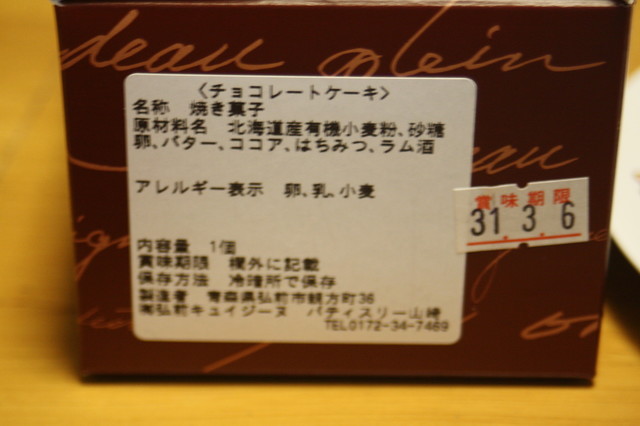 deau plein
〈チョコレートケーキ〉
名称 焼き菓子
原材料名 北海道産有機小麦粉、砂糖
卵、バター、ココア、はちみつ、ラム酒
eau
アレルギー表示 卵、乳、小麦
賞味期限
31.3.6
内容量 1個
賞味期限 欄外に記載
保存方法 冷暗所で保存
製造者 青森県弘前市親方町36
㈲弘前キュイジーヌ パティスリー山崎
TEL0172-34-7469